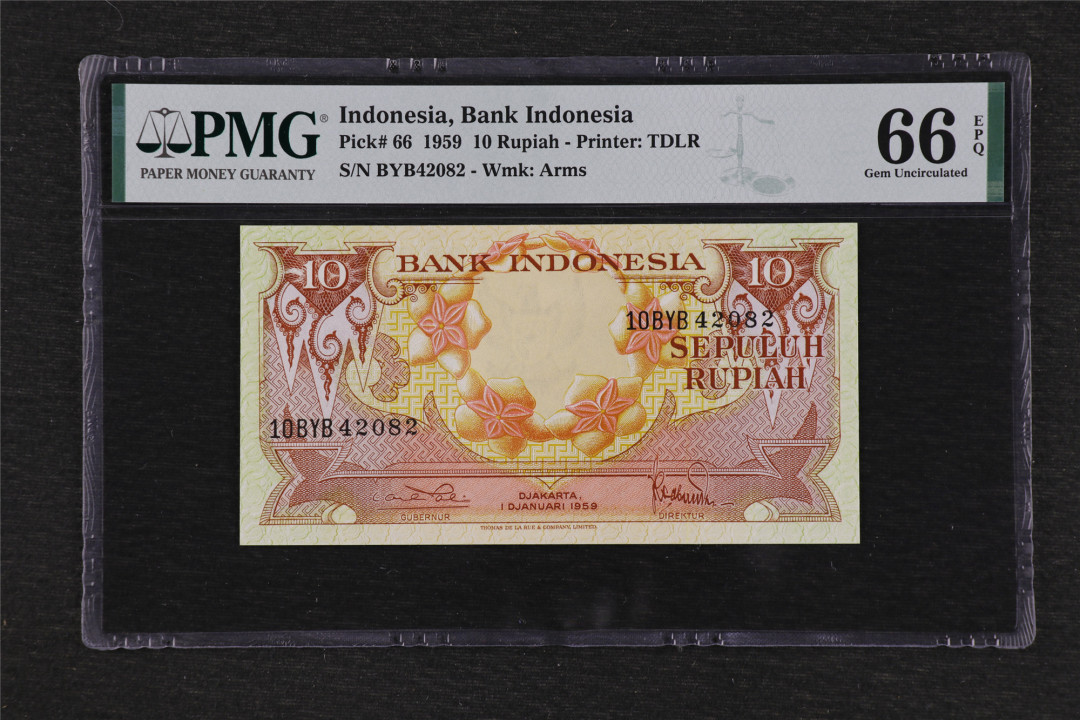 PMG®
PAPER MONEY GUARANTY
Indonesia, Bank Indonesia
Pick# 66 1959 10 Rupiah - Printer: TDLR
S/N BYB42082 - Wmk: Arms
66
EPQ
Gem Uncirculated
10
BANK INDONESIA
10
10BYB 42082
SEPULUH
RUPIAH
10BYB 42082
DJAKARTA,
1 DJANUARI 1959
GUBERNUR
DIREKTUR
THOMAS DE LA RUE & COMPANY, LIMITED